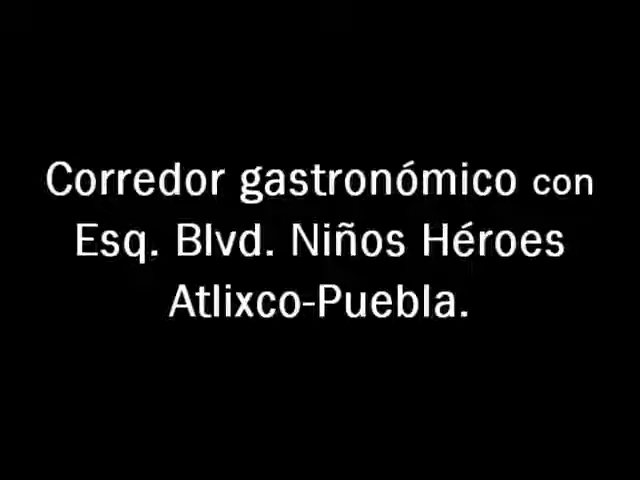 Corredor gastronómico con
Esq. Blvd. Niños Héroes
Atlixco-Puebla.